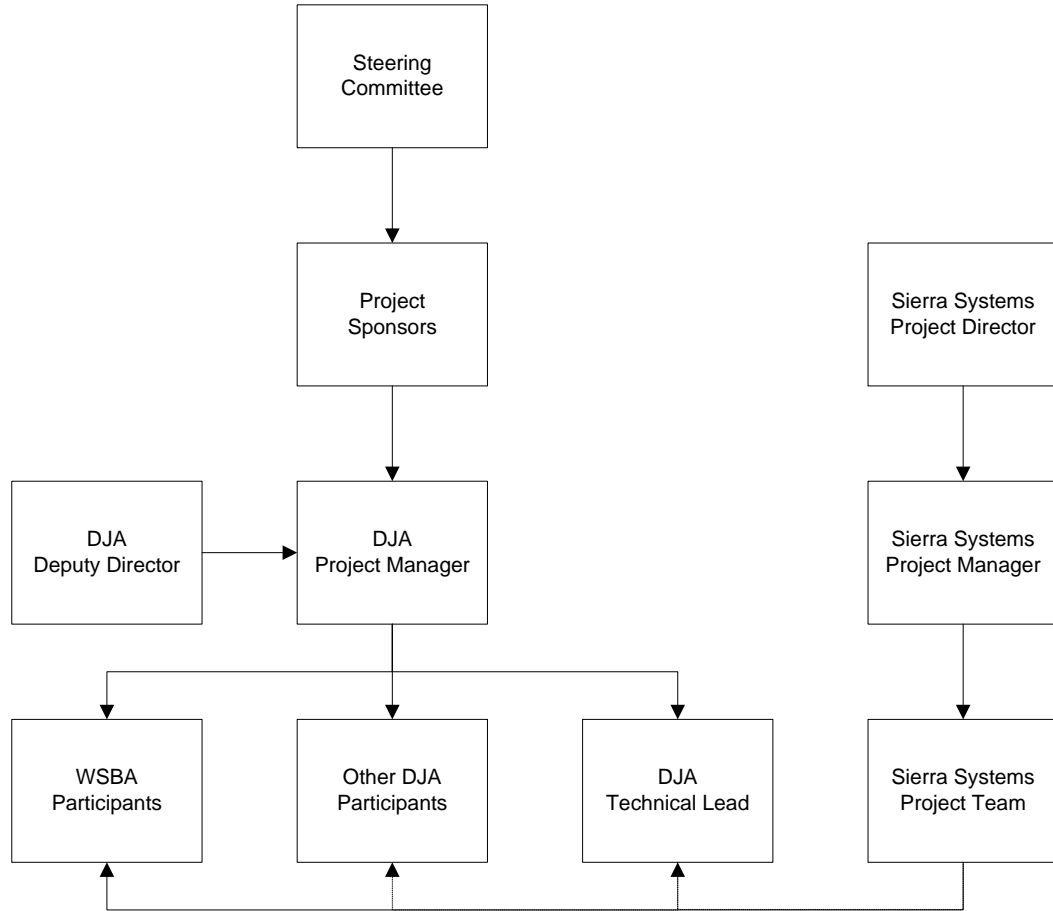 Steering
Committee
Project
Sponsors
Sierra Systems
Project Director
DJA
Deputy Director
DJA
Project Manager
Sierra Systems
Project Manager
WSBA
Participants
Other DJA
Participants
DJA
Technical Lead
Sierra Systems
Project Team